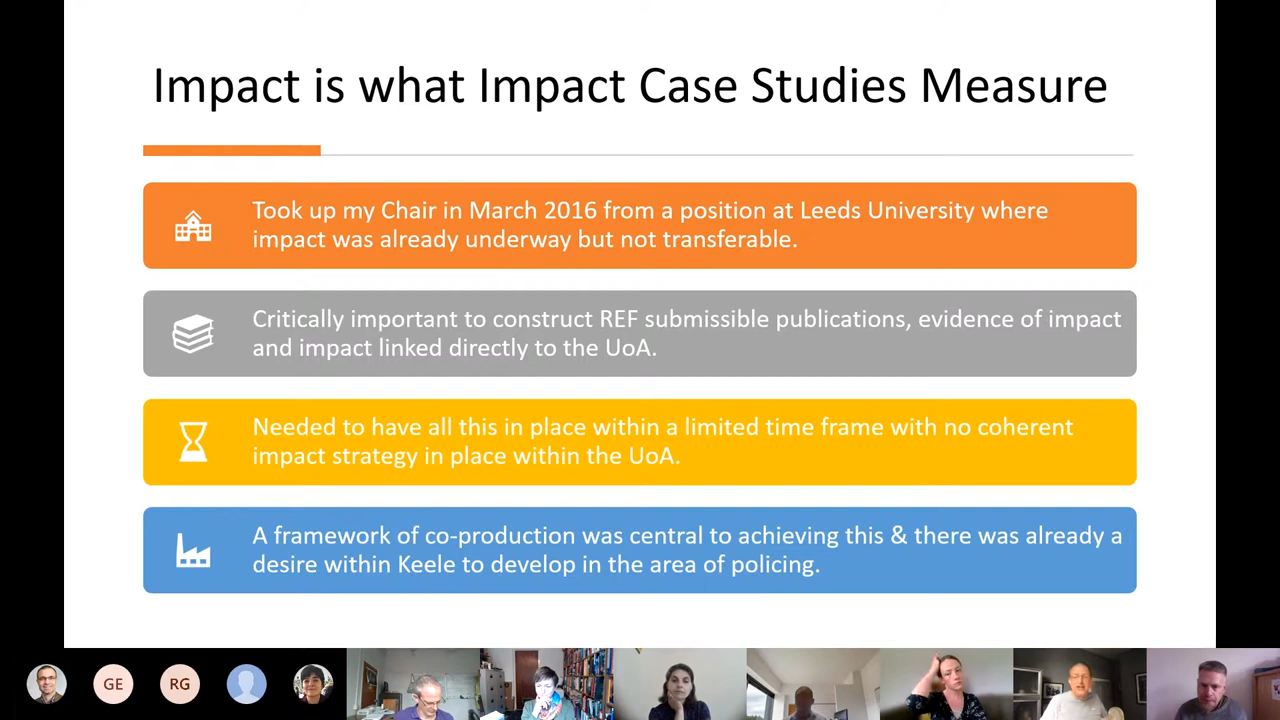 Impact is what Impact Case Studies Measure
Took up my Chair in March 2016 from a position at Leeds University where
impact was already underway but not transferable.
Critically important to construct REF submissible publications, evidence of impact
and impact linked directly to the UoA.
Needed to have all this in place within a limited time frame with no coherent
impact strategy in place within the UoA.
A framework of co-production was central to achieving this & there was already a
desire within Keele to develop in the area of policing.
GE
RG